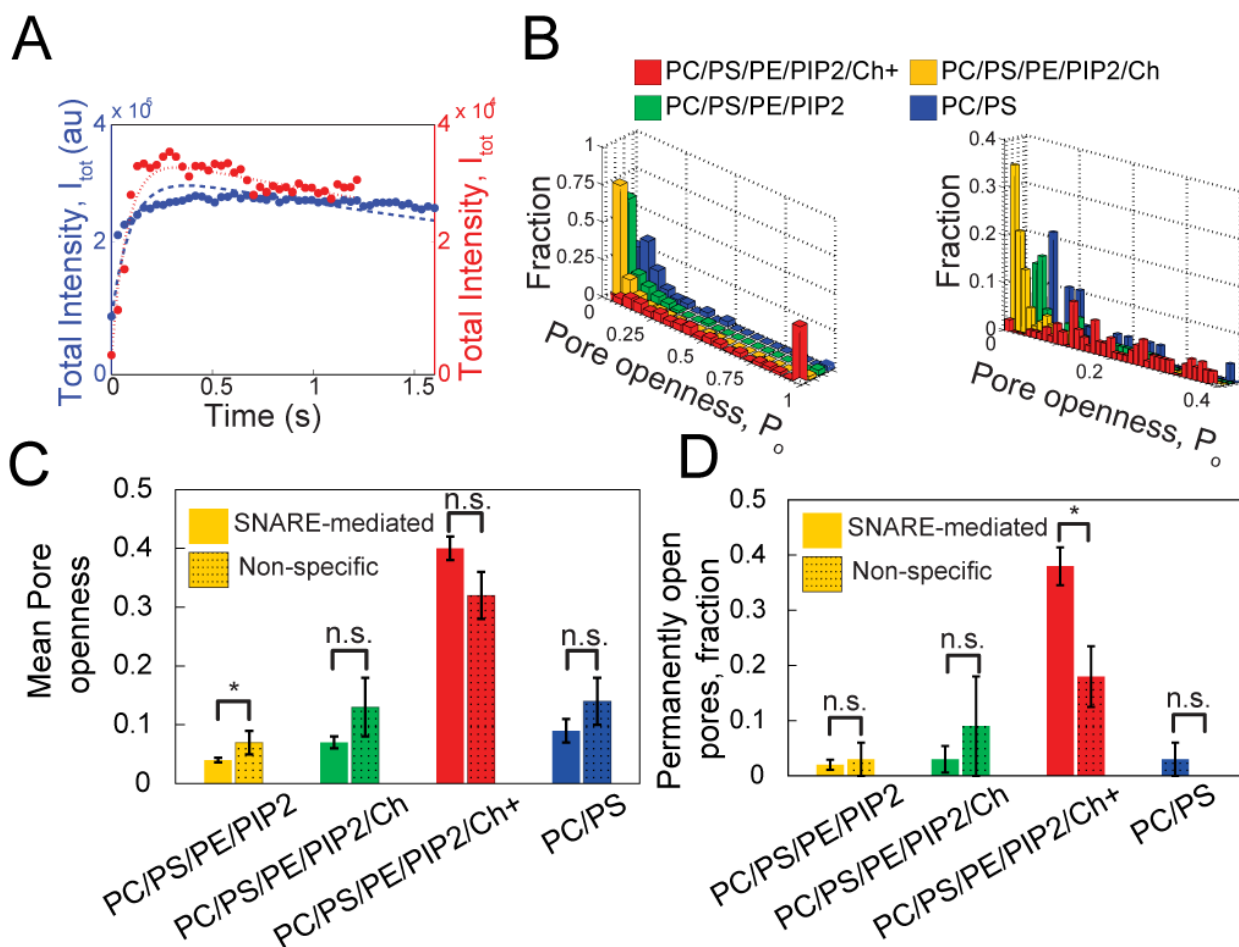 A
B
4 x 10⁵
x 10⁴
4
2
0
Total Intensity, I_tot (au)
Total Intensity, I_tot
4
2
0
0
0.5
1
1.5
Time (s)
PC/PS/PE/PIP2/Ch+
PC/PS/PE/PIP2/Ch
PC/PS/PE/PIP2
PC/PS
1
0.75
0.5
0.25
0
Fraction
0
0.25
0.5
0.75
1
Pore openness, P_o
0.4
0.3
0.2
0.1
0
Fraction
0
0.2
0.4
Pore openness, P_o
C
0.5
0.4
0.3
0.2
0.1
0
Mean Pore
openness
SNARE-mediated
Non-specific
*
n.s.
n.s.
n.s.
PC/PS/PE/PIP2
PC/PS/PE/PIP2/Ch
PC/PS/PE/PIP2/Ch+
PC/PS
D
0.5
0.4
0.3
0.2
0.1
0
Permanently open
pores, fraction
SNARE-mediated
Non-specific
n.s.
n.s.
*
n.s.
PC/PS/PE/PIP2
PC/PS/PE/PIP2/Ch
PC/PS/PE/PIP2/Ch+
PC/PS